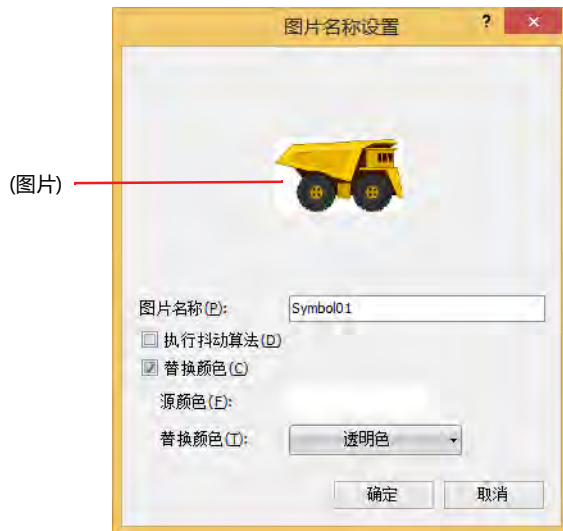 图片名称设置
?
×
(图片)
图片名称(P):
Symbol01
执行抖动算法(D)
替换颜色(C)
源颜色(F):
替换颜色(T):
透明色
确定
取消